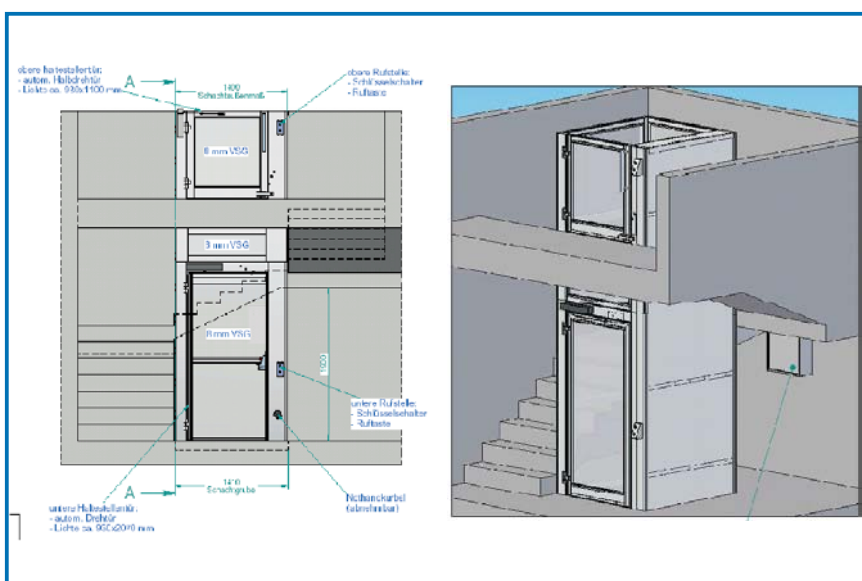 obere Haltestellentür:
- autom. Halbdrehtür
- Lichte ca. 930x1100 mm
A
1400
Schachtaußenmaß
obere Rufstelle:
- Schlüsselschalter
- Ruftaste
8 mm VSG
8 mm VSG
8 mm VSG
untere Rufstelle:
- Schlüsselschalter
- Ruftaste
A
1410
Schachtgrube
untere Haltestellentür:
- autom. Drehtür
- Lichte ca. mm
Nothandkurbel
(abnehmbar)